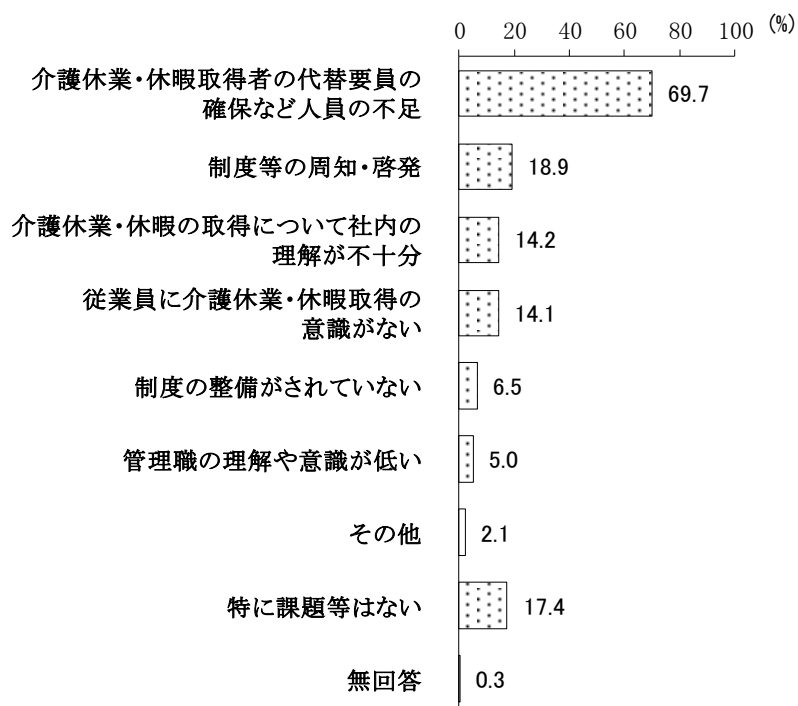 0 20 40 60 80 100 (%)
介護休業・休暇取得者の代替要員の
確保など人員の不足
69.7
制度等の周知・啓発
18.9
介護休業・休暇の取得について社内の
理解が不十分
14.2
従業員に介護休業・休暇取得の
意識がない
14.1
制度の整備がされていない
6.5
管理職の理解や意識が低い
5.0
その他
2.1
特に課題等はない
17.4
無回答
0.3